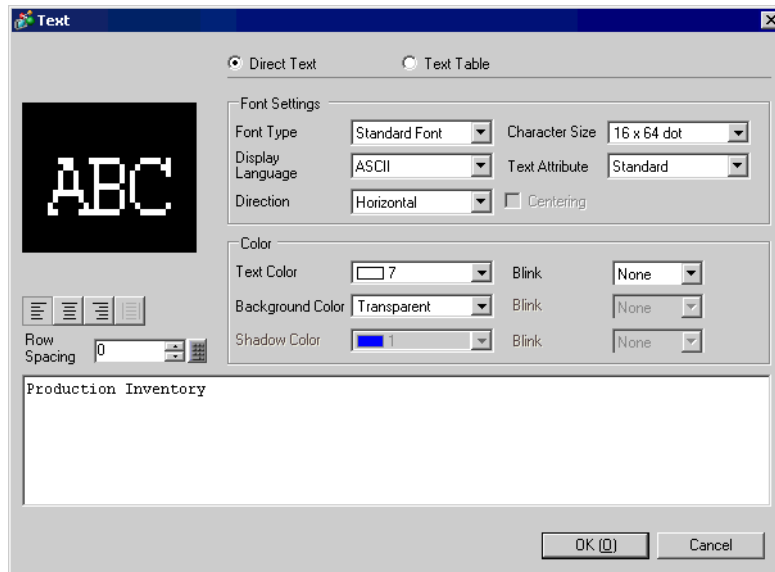 Text
Direct Text Text Table
ABC
Font Settings
Font Type Standard Font Character Size 16 x 64 dot
Display Language ASCII Text Attribute Standard
Direction Horizontal Centering
Color
Text Color 7 Blink None
Background Color Transparent Blink None
Shadow Color 1 Blink None
Row Spacing 0
Production Inventory
OK (O) Cancel